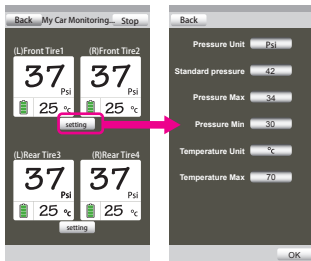 Back My Car Monitoring... Stop
(L)Front Tire1 (R)Front Tire2
37 Psi 37 Psi
25 °c 25 °c
setting
(L)Rear Tire3 (R)Rear Tire4
37 Psi 37 Psi
25 °c 25 °c
setting
Back
Pressure Unit Psi
Standard pressure 42
Pressure Max 34
Pressure Min 30
Temperature Unit °c
Temperature Max 70
OK